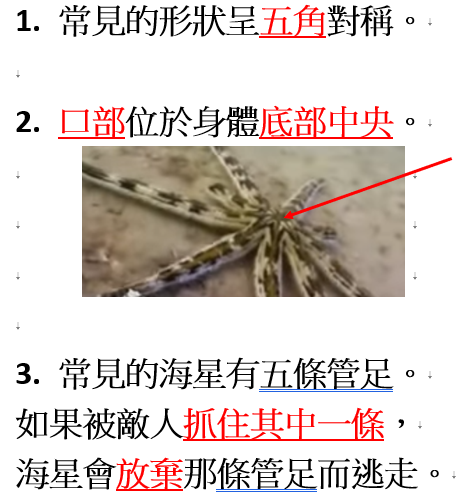 1. 常見的形狀呈五角對稱。
2. 口部位於身體底部中央。
3. 常見的海星有五條管足。
如果被敵人抓住其中一條，
海星會放棄那條管足而逃走。